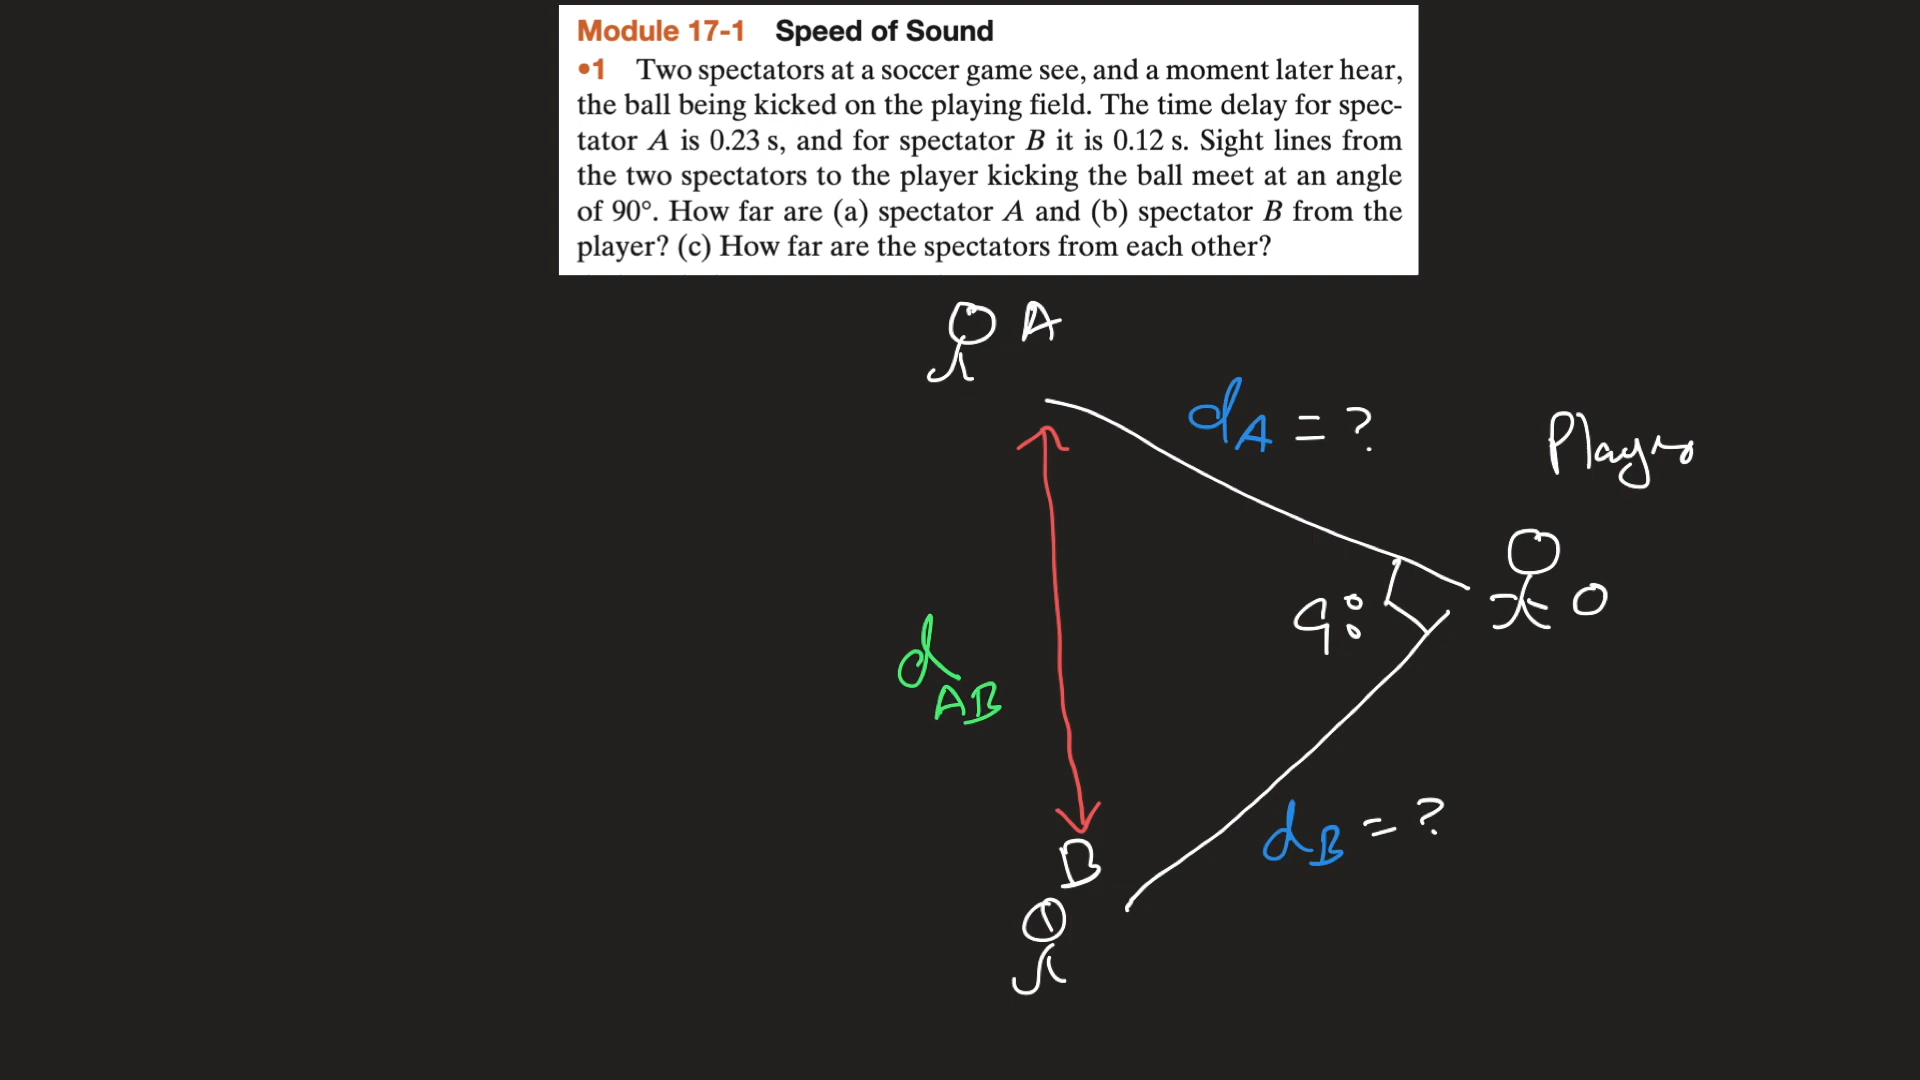 Module 17-1 Speed of Sound
•1 Two spectators at a soccer game see, and a moment later hear,
the ball being kicked on the playing field. The time delay for spec-
tator A is 0.23 s, and for spectator B it is 0.12 s. Sight lines from
the two spectators to the player kicking the ball meet at an angle
of 90°. How far are (a) spectator A and (b) spectator B from the
player? (c) How far are the spectators from each other?
A
dA = ?
Player
90°
dAB
dB = ?
B